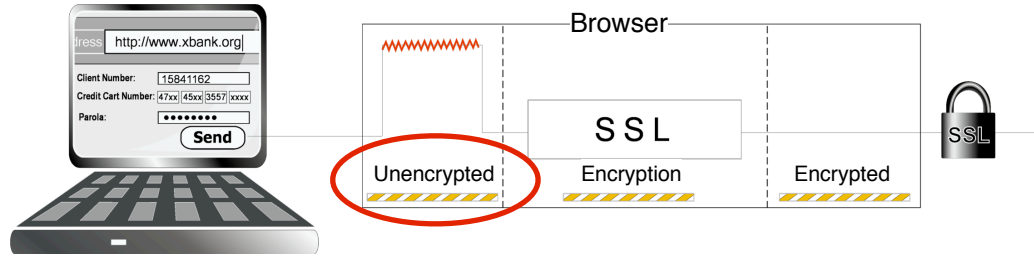 dress http://www.xbank.org
Client Number: 15841162
Credit Cart Number: 47xx 45xx 3557 xxxx
Parola: ●●●●●●●●
Send
Browser
SSL
Unencrypted Encryption Encrypted
SSL